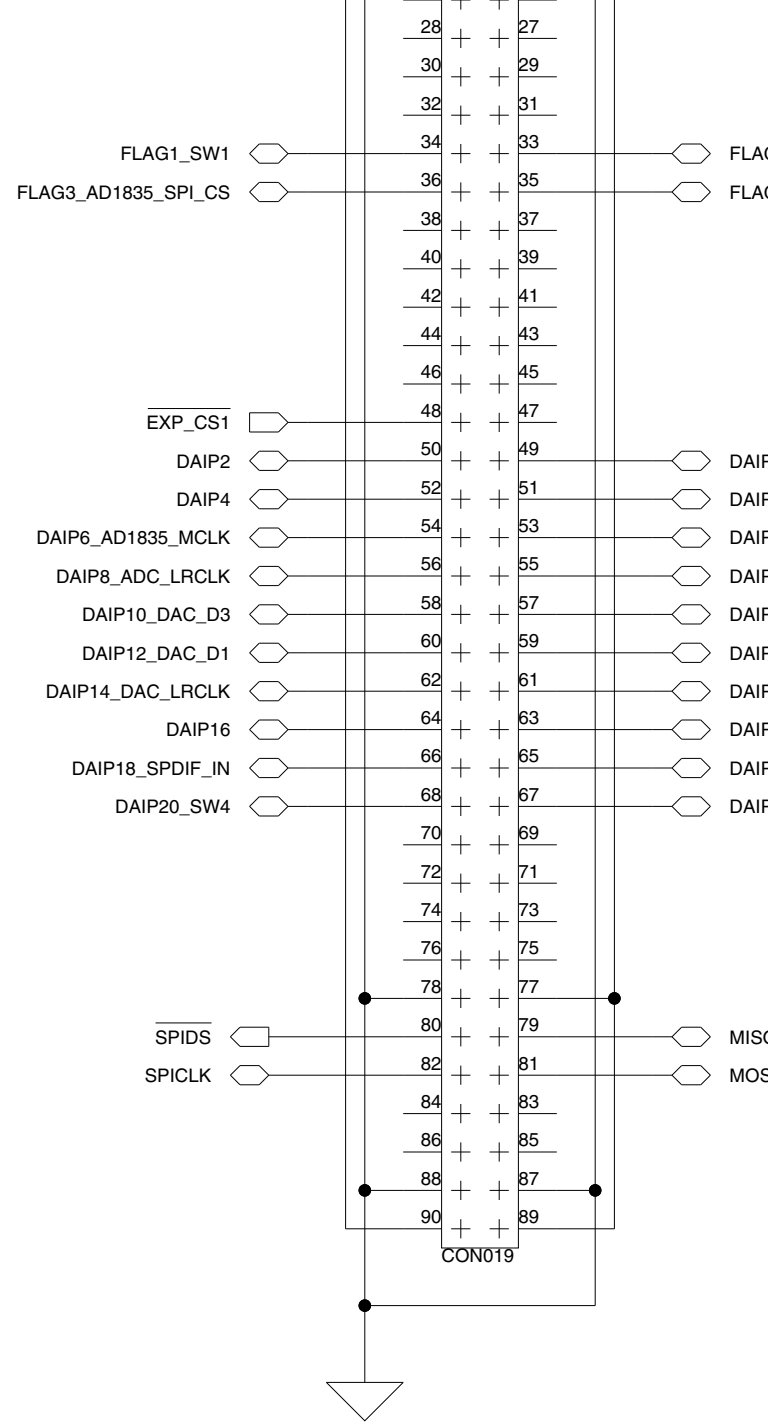 28 27
30 29
32 31
FLAG1_SW1 34 33
FLAG3_AD1835_SPI_CS 36 35
38 37
40 39
42 41
44 43
46 45
EXP_CS1 48 47
DAIP2 50 49
DAIP4 52 51
DAIP6_AD1835_MCLK 54 53
DAIP8_ADC_LRCLK 56 55
DAIP10_DAC_D3 58 57
DAIP12_DAC_D1 60 59
DAIP14_DAC_LRCLK 62 61
DAIP16 64 63
DAIP18_SPDIF_IN 66 65
DAIP20_SW4 68 67
70 69
72 71
74 73
76 75
78 77
SPIDS 80 79
SPICLK 82 81
84 83
86 85
88 87
90 89
CON019